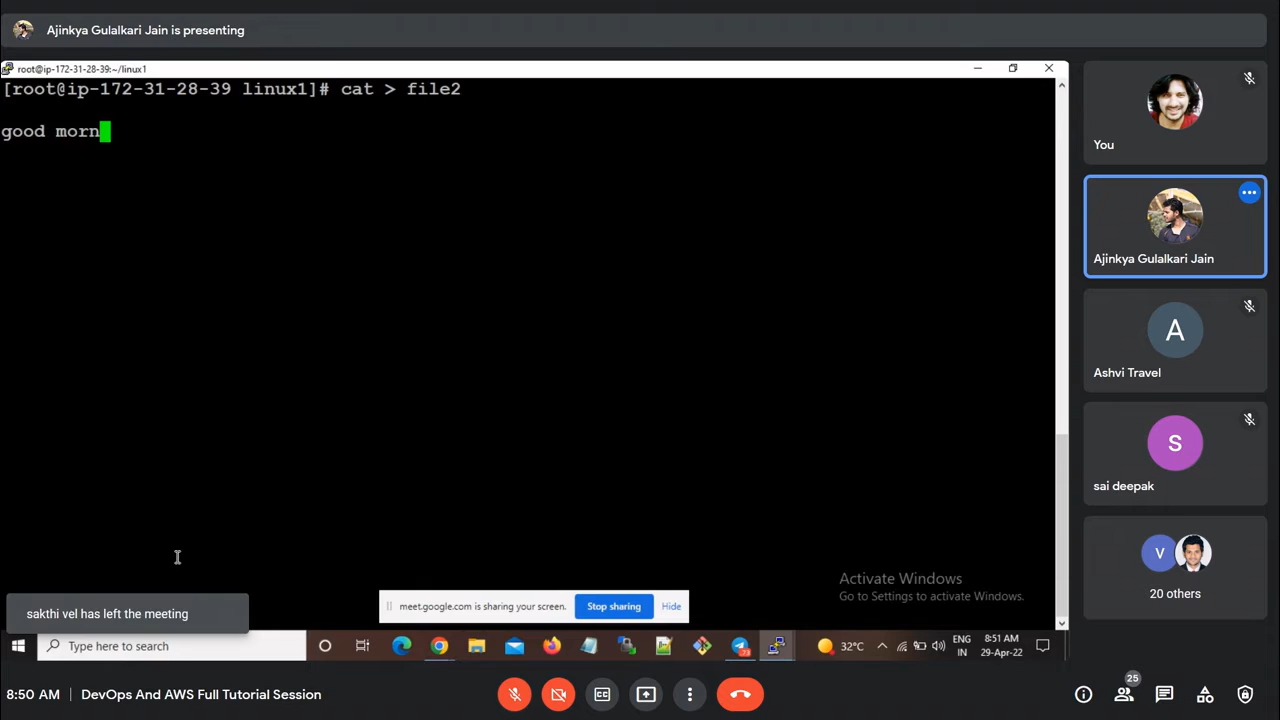 Ajinkya Gulalkari Jain is presenting
root@ip-172-31-28-39:~/linux1
[root@ip-172-31-28-39 linux1]# cat > file2
good morn
You
Ajinkya Gulalkari Jain
A
Ashvi Travel
S
sai deepak
V
20 others
Activate Windows
Go to Settings to activate Windows.
sakthi vel has left the meeting
meet.google.com is sharing your screen.
Stop sharing
Hide
Type here to search
32°C
ENG
IN
8:51 AM
29-Apr-22
8:50 AM
DevOps And AWS Full Tutorial Session
25